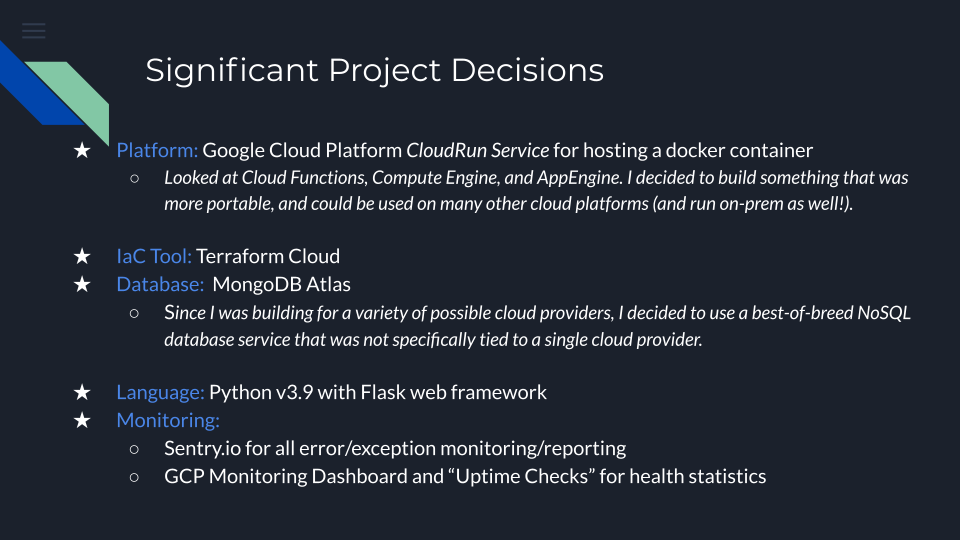 Significant Project Decisions
★ Platform: Google Cloud Platform CloudRun Service for hosting a docker container
○ Looked at Cloud Functions, Compute Engine, and AppEngine. I decided to build something that was
more portable, and could be used on many other cloud platforms (and run on-prem as well!).
★ IaC Tool: Terraform Cloud
★ Database: MongoDB Atlas
○ Since I was building for a variety of possible cloud providers, I decided to use a best-of-breed NoSQL
database service that was not specifically tied to a single cloud provider.
★ Language: Python v3.9 with Flask web framework
★ Monitoring:
○ Sentry.io for all error/exception monitoring/reporting
○ GCP Monitoring Dashboard and “Uptime Checks” for health statistics